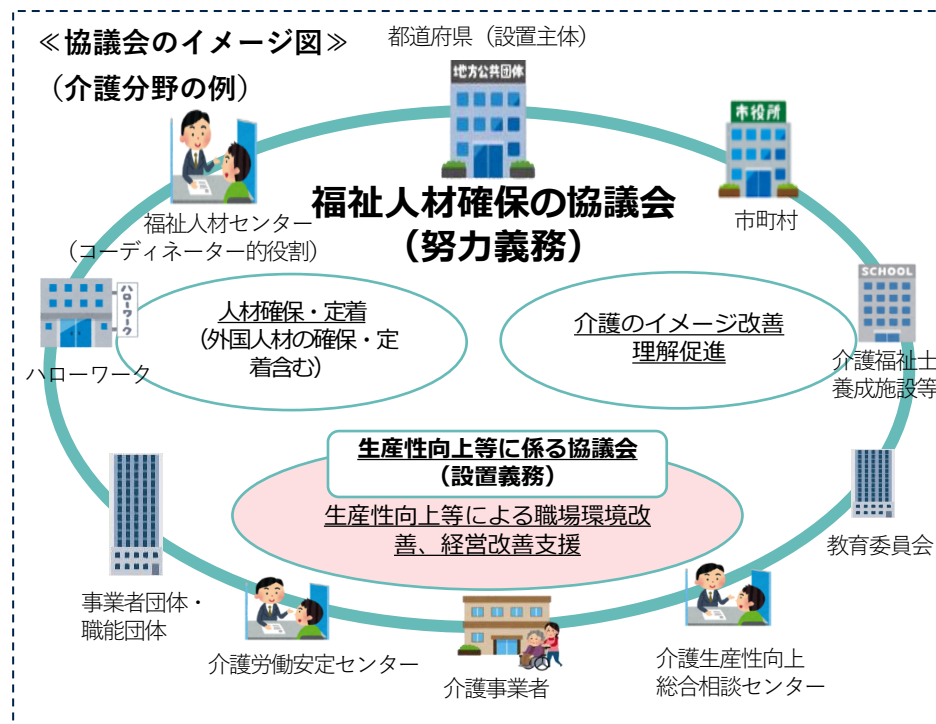 ≪協議会のイメージ図≫
（介護分野の例）
都道府県（設置主体）
地方公共団体
市役所
市町村
福祉人材センター
（コーディネーター的役割）
福祉人材確保の協議会
（努力義務）
ハローワーク
ハローワーク
人材確保・定着
（外国人材の確保・定
着含む）
介護のイメージ改善
理解促進
SCHOOL
介護福祉士
養成施設等
生産性向上等に係る協議会
（設置義務）
生産性向上等による職場環境改
善、経営改善支援
教育委員会
事業者団体・
職能団体
介護労働安定センター
介護事業者
介護生産性向上
総合相談センター